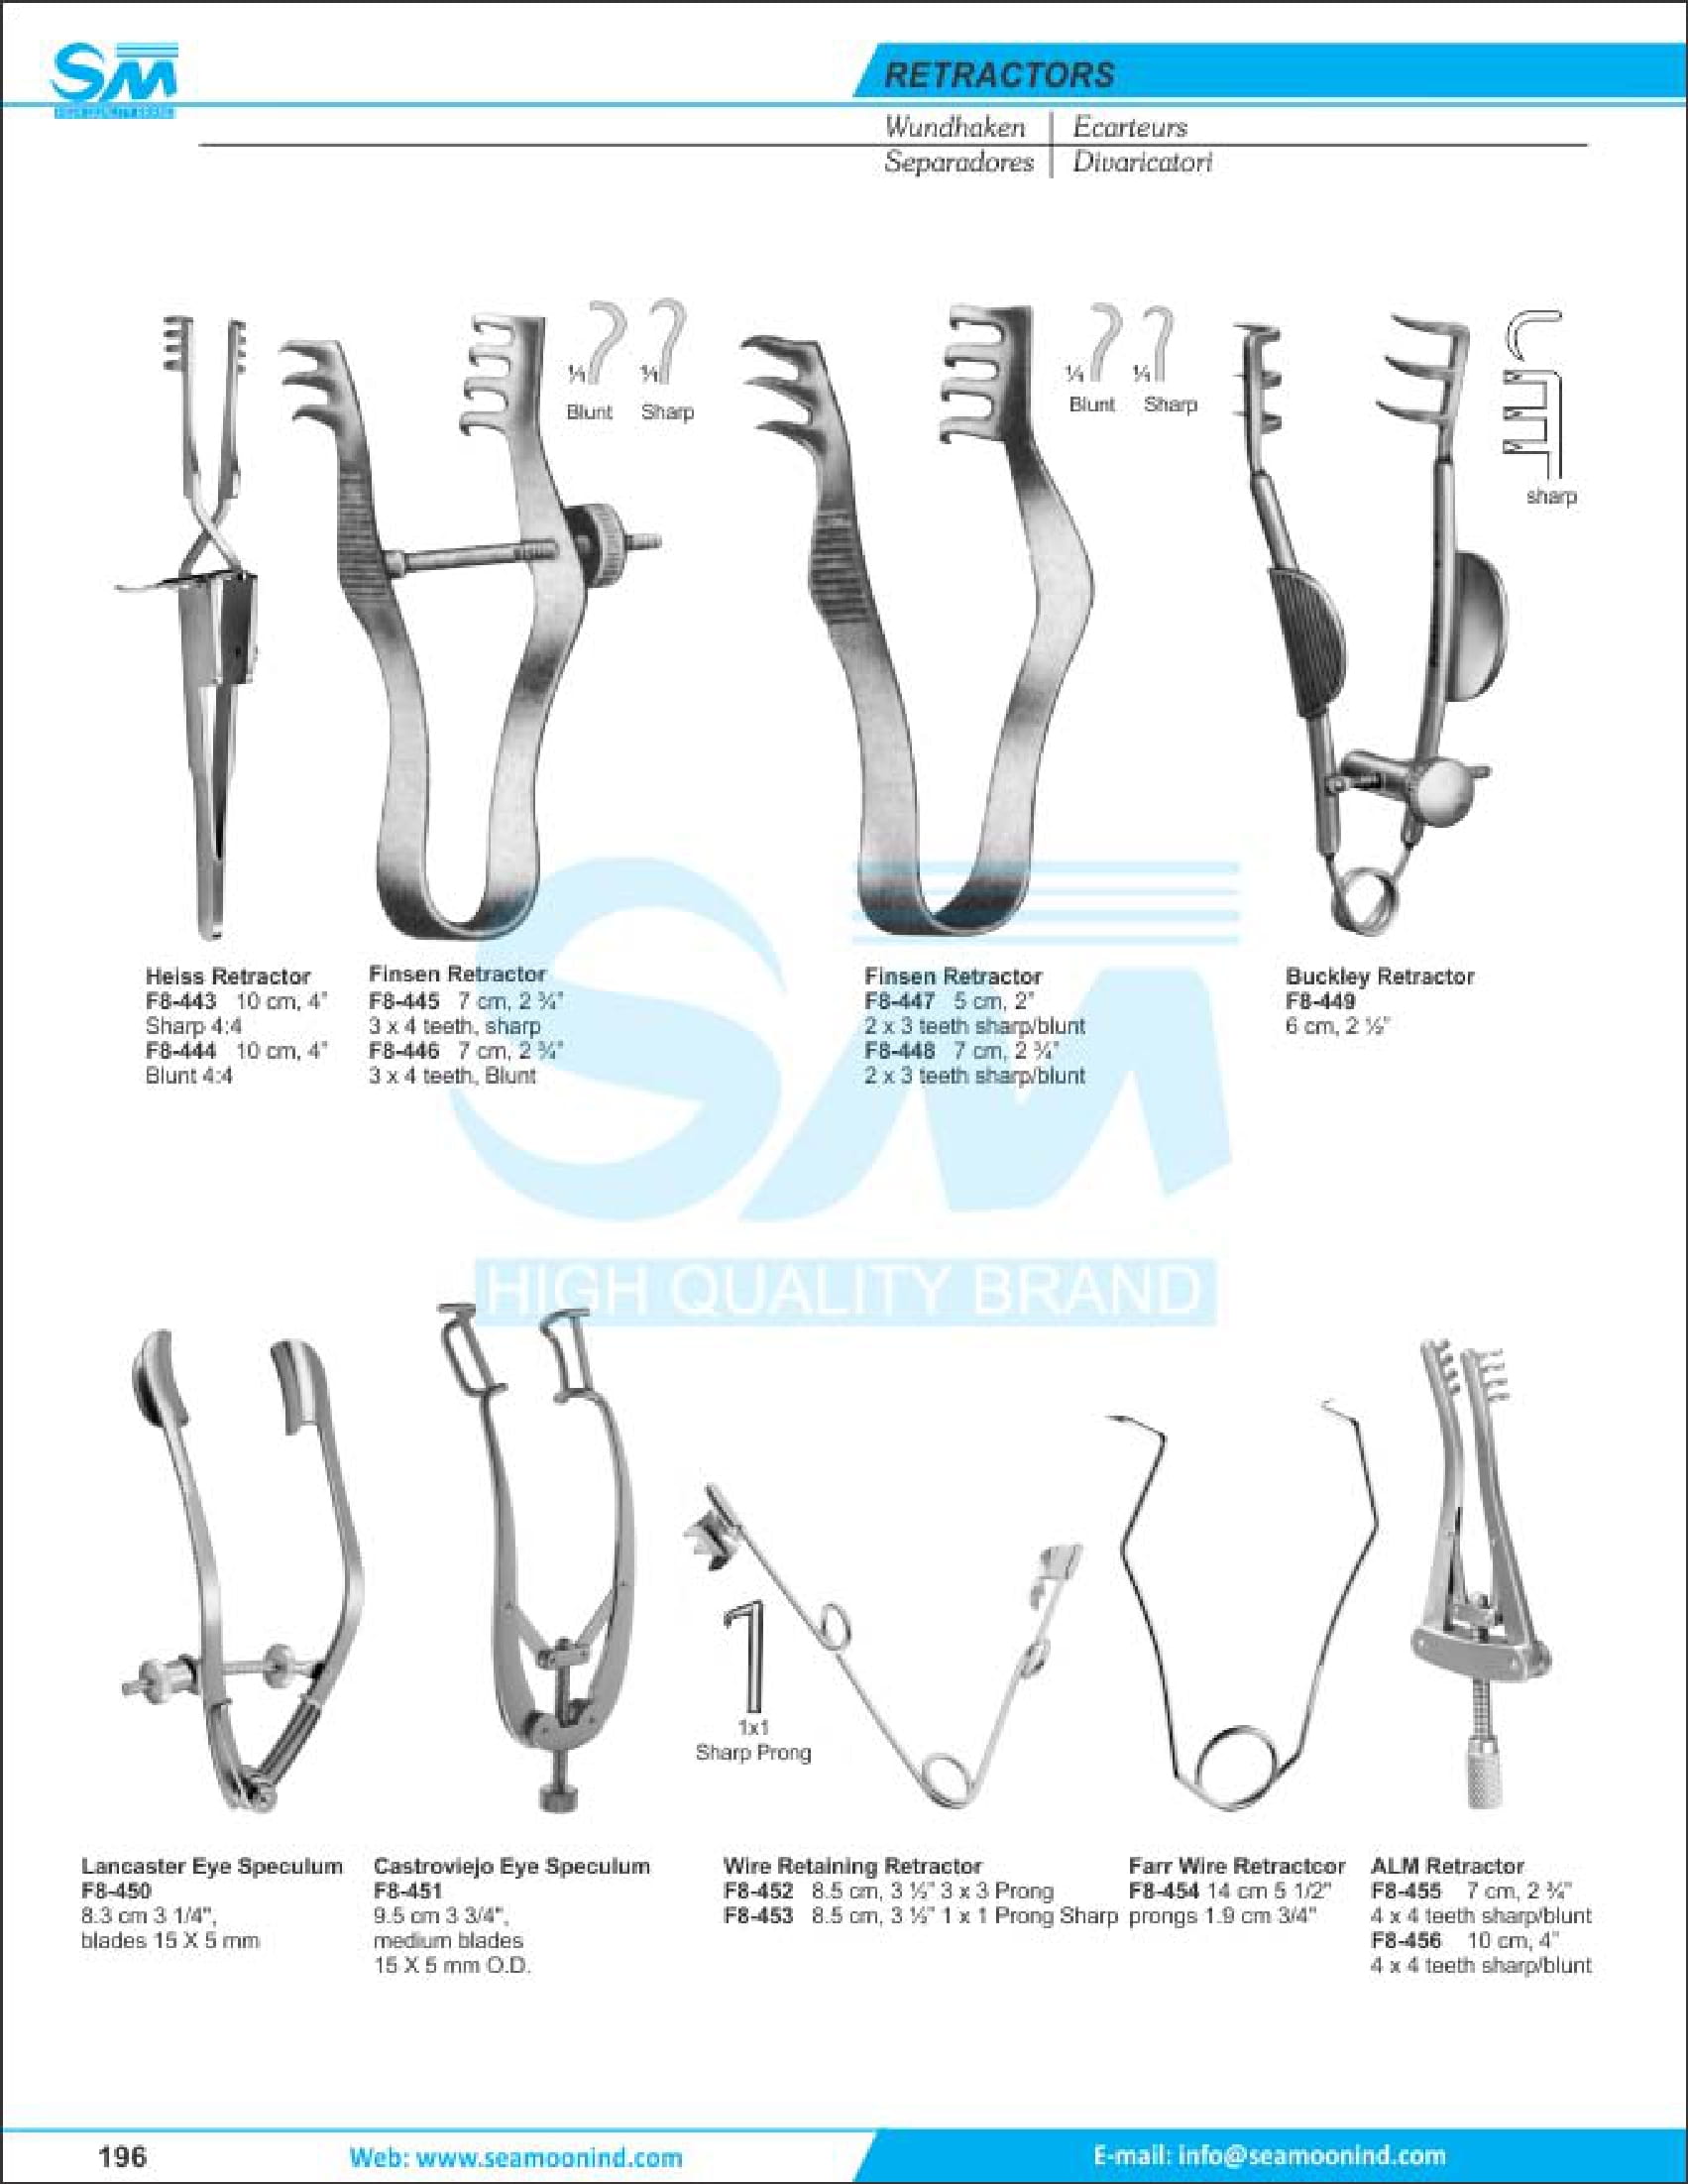 SM
RETRACTORS
Wundhaken
Ecarteurs
Separadores
Divaricatori
¼
¼
Blunt
Sharp
¼
¼
Blunt
Sharp
sharp
Heiss Retractor
F8-443 10 cm, 4"
Sharp 4:4
F8-444 10 cm, 4"
Blunt 4:4
Finsen Retractor
F8-445 7 cm, 2 ¾"
3 x 4 teeth, sharp
F8-446 7 cm, 2 ¾"
3 x 4 teeth, Blunt
Finsen Retractor
F8-447 5 cm, 2"
2 x 3 teeth sharp/blunt
F8-448 7 cm, 2 ¾"
2 x 3 teeth sharp/blunt
Buckley Retractor
F8-449
6 cm, 2 ½"
SM
HIGH QUALITY BRAND
1x1
Sharp Prong
Lancaster Eye Speculum
F8-450
8.3 cm 3 1/4",
blades 15 X 5 mm
Castroviejo Eye Speculum
F8-451
9.5 cm 3 3/4",
medium blades
15 X 5 mm O.D.
Wire Retaining Retractor
F8-452 8.5 cm, 3 ½" 3 x 3 Prong
F8-453 8.5 cm, 3 ½" 1 x 1 Prong Sharp
Farr Wire Retractcor
F8-454 14 cm 5 1/2"
prongs 1.9 cm 3/4"
ALM Retractor
F8-455 7 cm, 2 ¾"
4 x 4 teeth sharp/blunt
F8-456 10 cm, 4"
4 x 4 teeth sharp/blunt
196
Web: www.seamoonind.com
E-mail: info@seamoonind.com